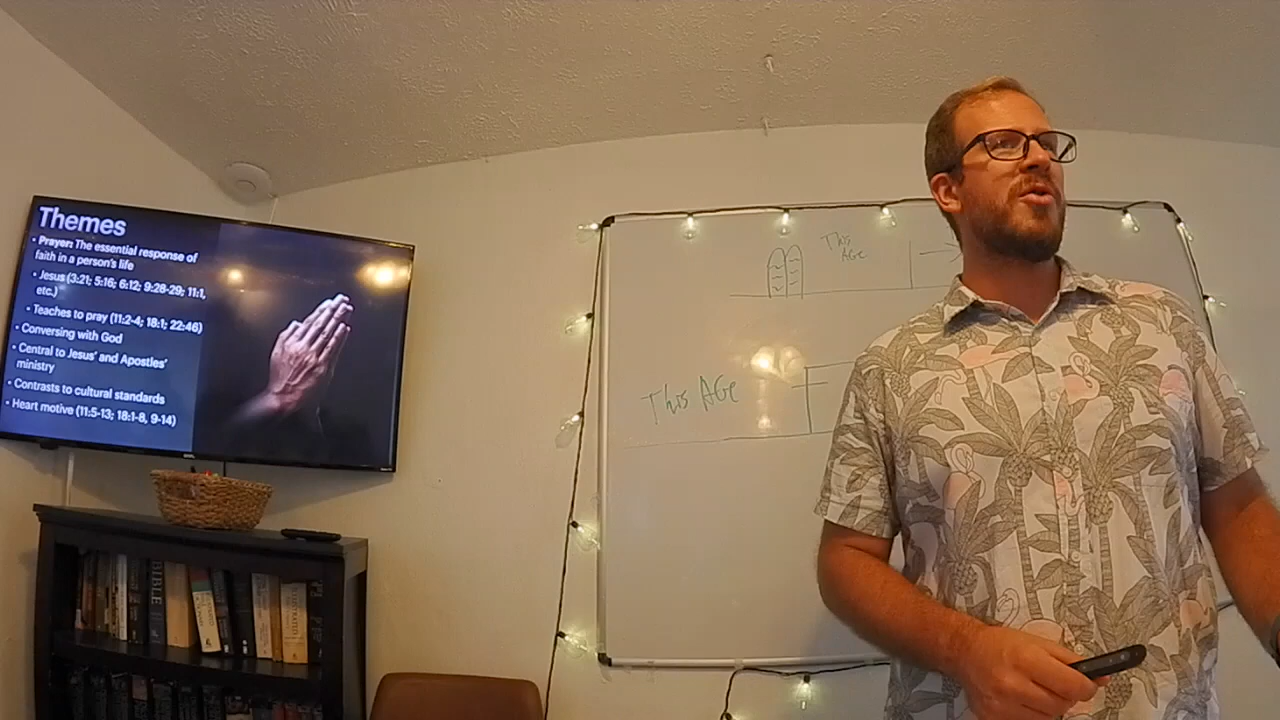 Themes
• Prayer: The essential response of
faith in a person's life
• Jesus (3:21; 5:16; 6:12; 9:28-29; 11:1,
etc.)
• Teaches to pray (11:2-4; 18:1; 22:46)
• Conversing with God
• Central to Jesus' and Apostles'
ministry
• Contrasts to cultural standards
• Heart motive (11:5-13; 18:1-8, 9-14)
This
AGE
This AGE
BIBLE